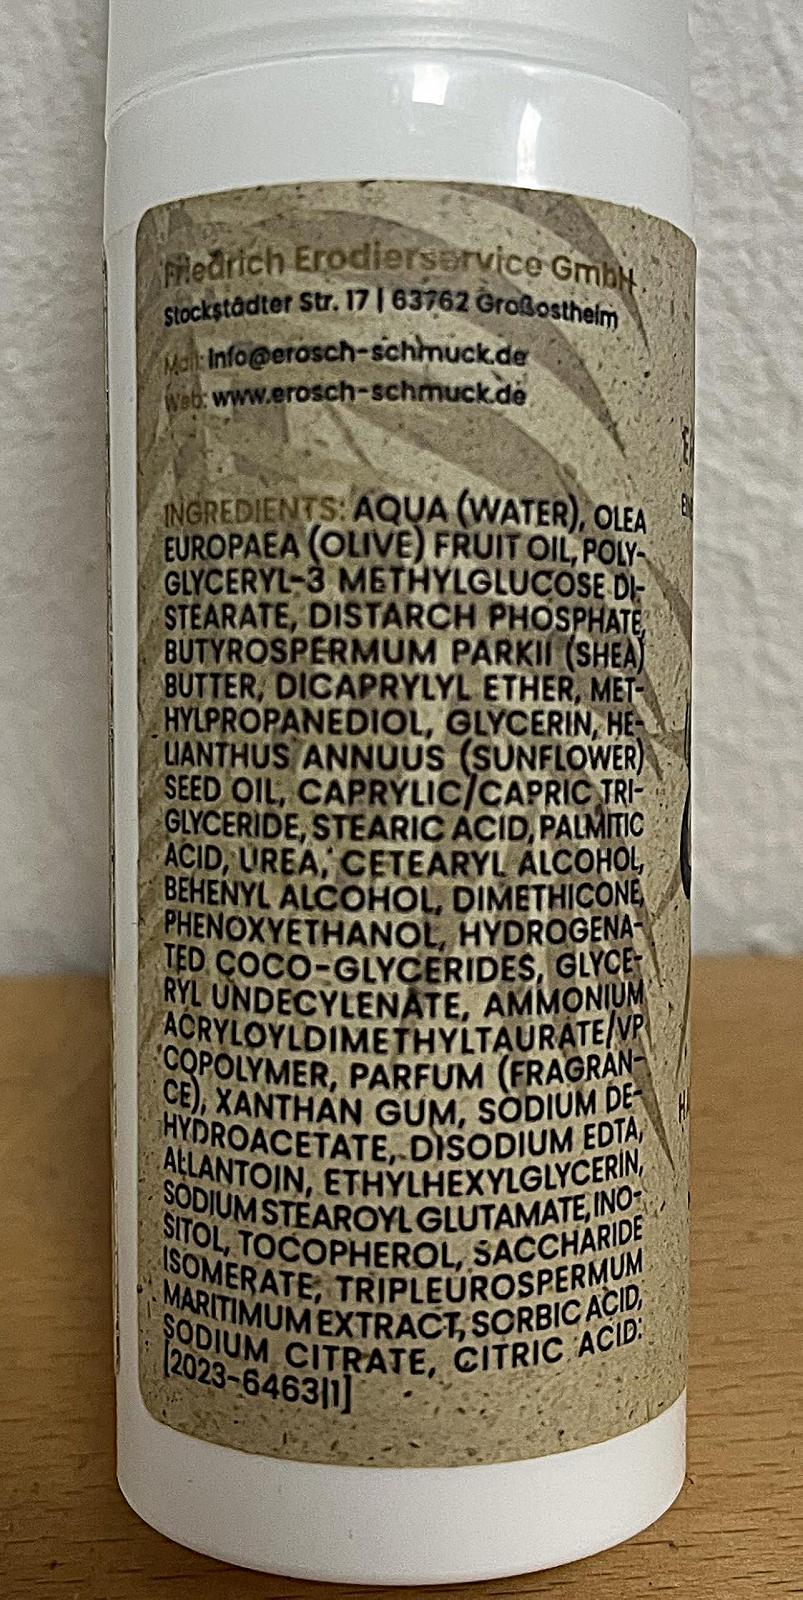 Friedrich Erodierservice GmbH
Stockstädter Str. 17 | 63762 Großostheim
Mail: Info@erosch-schmuck.de
Web: www.erosch-schmuck.de
INGREDIENTS: AQUA (WATER), OLEA
EUROPAEA (OLIVE) FRUIT OIL, POLY-
GLYCERYL-3 METHYLGLUCOSE DI-
STEARATE, DISTARCH PHOSPHATE,
BUTYROSPERMUM PARKII (SHEA)
BUTTER, DICAPRYLYL ETHER, MET-
HYLPROPANEDIOL, GLYCERIN, HE-
LIANTHUS ANNUUS (SUNFLOWER)
SEED OIL, CAPRYLIC/CAPRIC TRI-
GLYCERIDE, STEARIC ACID, PALMITIC
ACID, UREA, CETEARYL ALCOHOL,
BEHENYL ALCOHOL, DIMETHICONE,
PHENOXYETHANOL, HYDROGENA-
TED COCO-GLYCERIDES, GLYCE-
RYL UNDECYLENATE, AMMONIUM
ACRYLOYLDIMETHYLTAURATE/VP
COPOLYMER, PARFUM (FRAGRAN-
CE), XANTHAN GUM, SODIUM DE-
HYDROACETATE, DISODIUM EDTA,
ALLANTOIN, ETHYLHEXYLGLYCERIN,
SODIUM STEAROYL GLUTAMATE, INO-
SITOL, TOCOPHEROL, SACCHARIDE
ISOMERATE, TRIPLEUROSPERMUM
MARITIMUM EXTRACT, SORBIC ACID,
SODIUM CITRATE, CITRIC ACID.
[2023-6463|1]